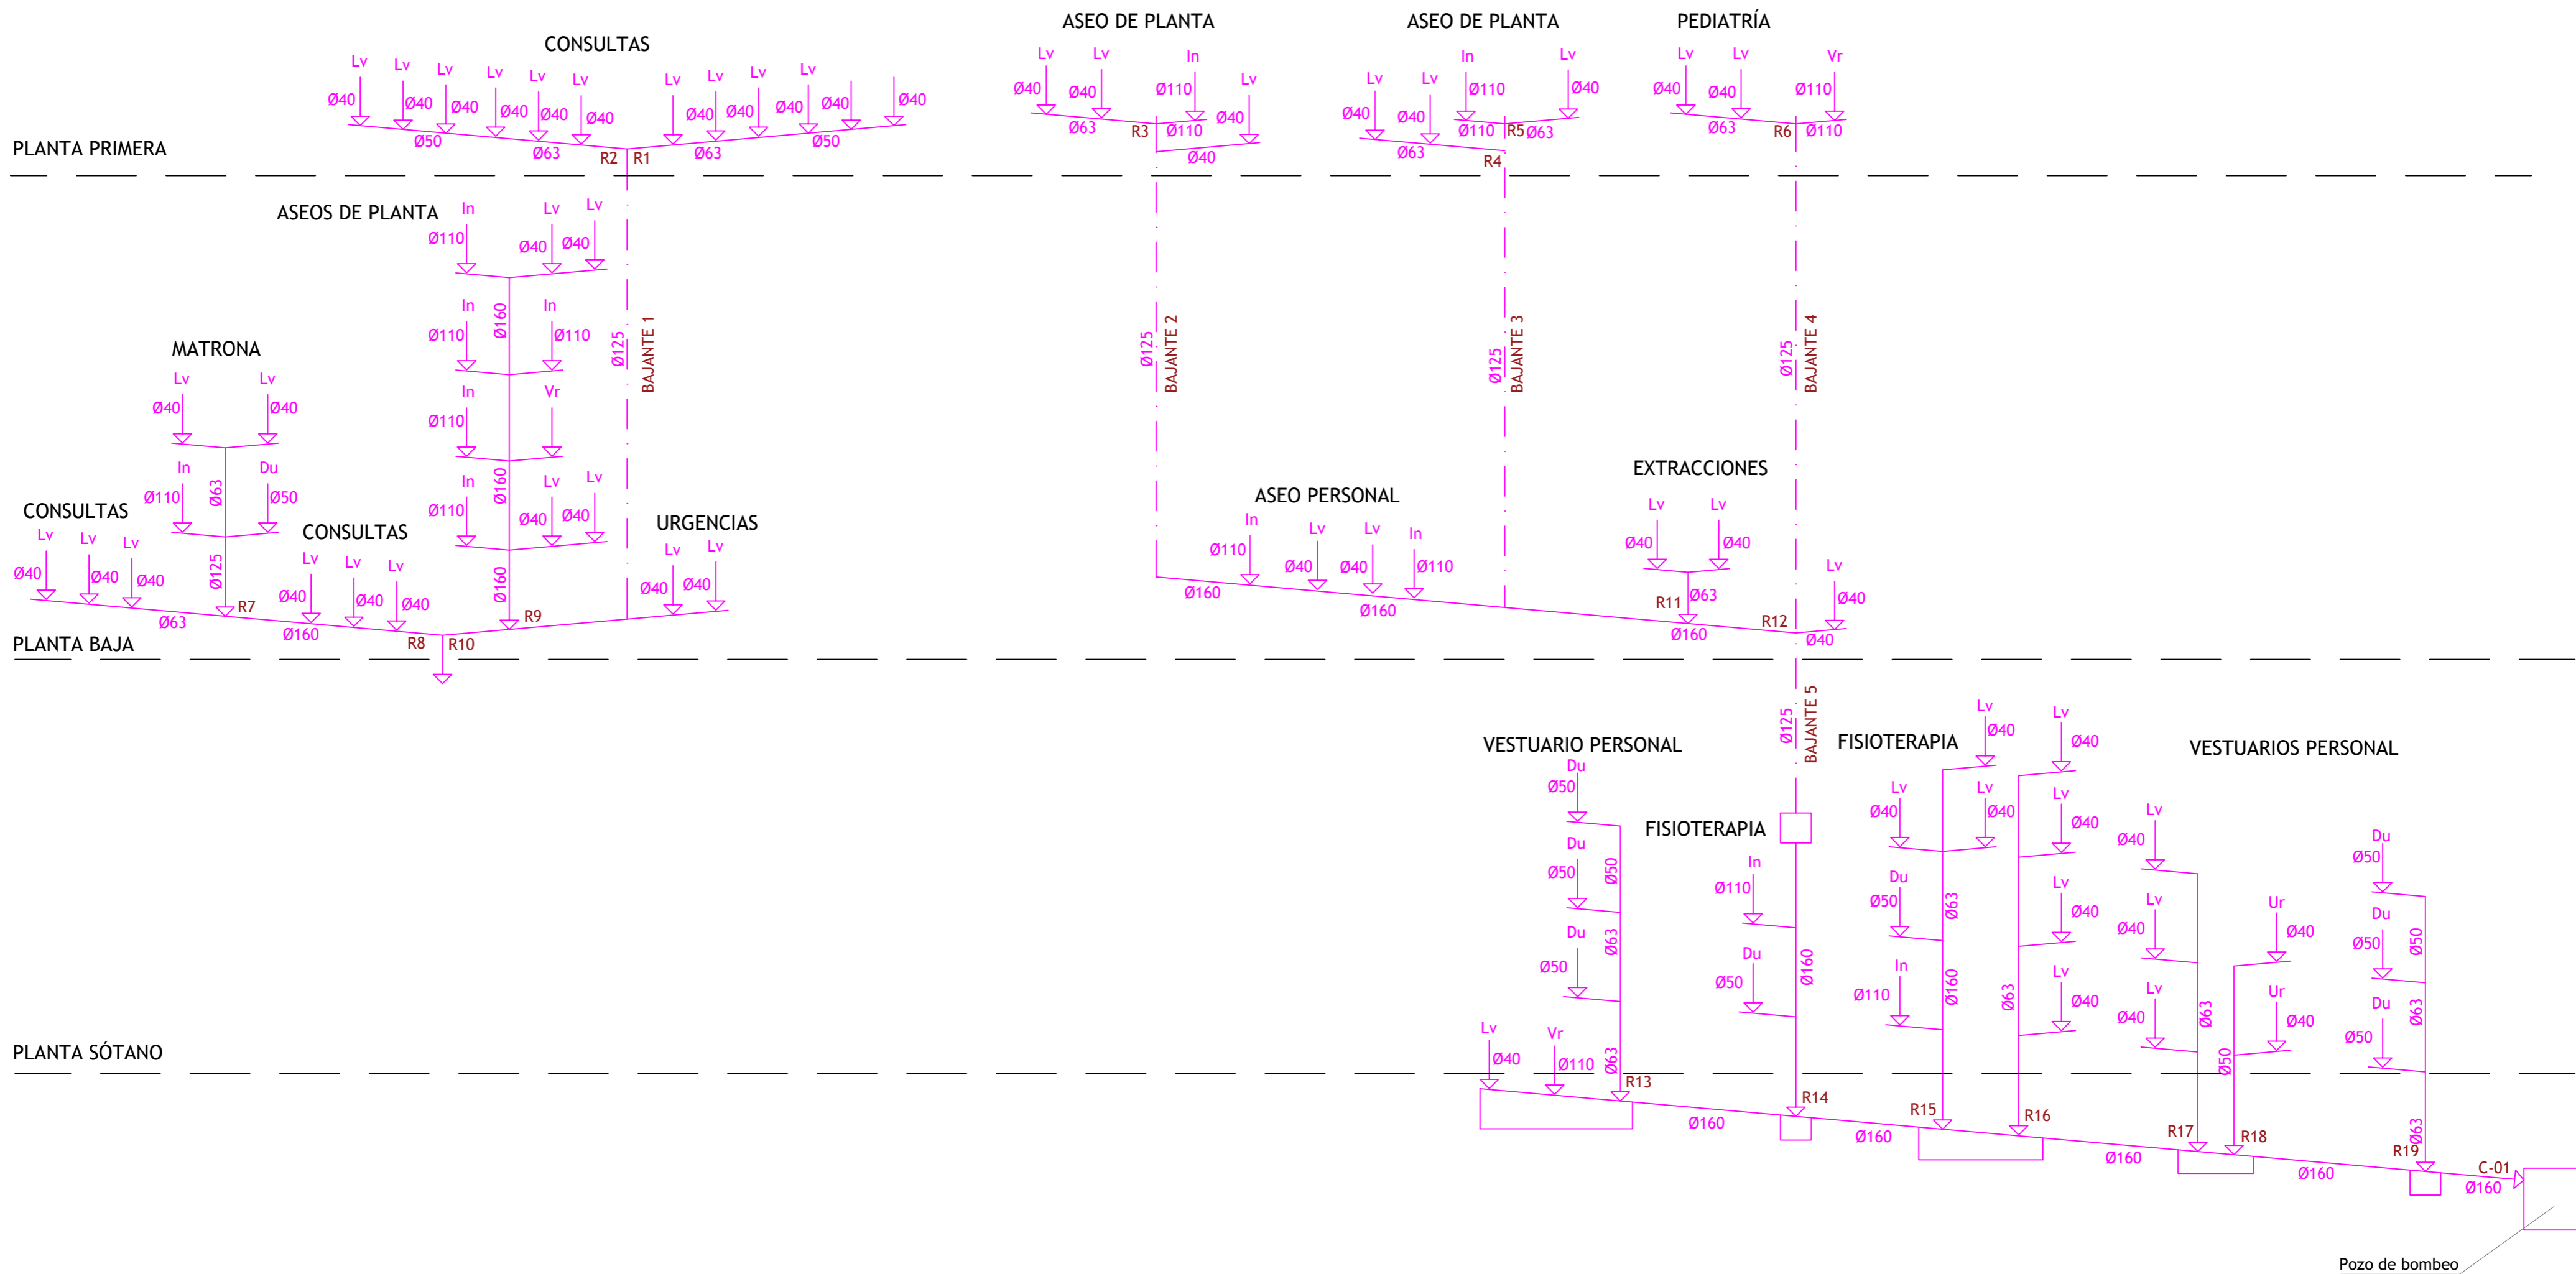 ASEO DE PLANTA
ASEO DE PLANTA
PEDIATRÍA
CONSULTAS
Lv Lv Lv Lv Lv Lv Lv Lv Lv Lv
Ø40 Ø40 Ø40 Ø40 Ø40 Ø40 Ø40 Ø40 Ø40 Ø40 Ø40 Ø40
Ø50 Ø63 R2 R1 Ø63 Ø50
Lv Lv In Lv
Ø40 Ø40 Ø110 Ø40
Ø63 R3 Ø110
Ø40
Lv Lv In Lv
Ø40 Ø40 Ø110 Ø40
Ø110 R5 Ø63
Ø63 R4
Lv Lv Vr
Ø40 Ø40 Ø110
Ø63 R6 Ø110
PLANTA PRIMERA
ASEOS DE PLANTA
In Lv Lv
Ø110 Ø40 Ø40
Ø160
In In
Ø110 Ø110
In Vr
Ø110
Ø160
In Lv Lv
Ø110 Ø40 Ø40
Ø160
Ø125 BAJANTE 1
Ø125 BAJANTE 2
Ø125 BAJANTE 3
Ø125 BAJANTE 4
MATRONA
Lv Lv
Ø40 Ø40
In Ø63 Du
Ø110 Ø50
Ø125
CONSULTAS
Lv Lv Lv
Ø40 Ø40 Ø40
Ø63 R7
CONSULTAS
Lv Lv Lv
Ø40 Ø40 Ø40
Ø160
R8 R10 R9
URGENCIAS
Lv Lv
Ø40 Ø40
ASEO PERSONAL
In Lv Lv In
Ø110 Ø40 Ø40 Ø110
Ø160 Ø160
EXTRACCIONES
Lv Lv
Ø40 Ø40
R11 Ø63
Ø160
R12
Lv
Ø40
Ø40
PLANTA BAJA
Ø125 BAJANTE 5
VESTUARIO PERSONAL
Du
Ø50
Du
Ø50 Ø50
Du
Ø50 Ø63
Lv Vr
Ø40 Ø110 Ø63
R13
Ø160
FISIOTERAPIA
In
Ø110
Du
Ø50 Ø160
R14
Ø160
FISIOTERAPIA
Lv
Ø40
Lv Lv
Ø40 Ø40
Du
Ø50 Ø63
In
Ø110 Ø160
R15
Lv
Ø40
Lv
Ø40
Lv
Ø40
Lv
Ø63 Ø40
R16
Ø160
VESTUARIOS PERSONAL
Lv
Ø40
Lv
Ø40
Lv
Ø40 Ø63
R17
Ur
Ø40
Ur
Ø40
Ø50
R18
Ø160
Du
Ø50
Du
Ø50 Ø50
Du
Ø50 Ø63
Ø63
R19
C-01
Ø160
PLANTA SÓTANO
Pozo de bombeo